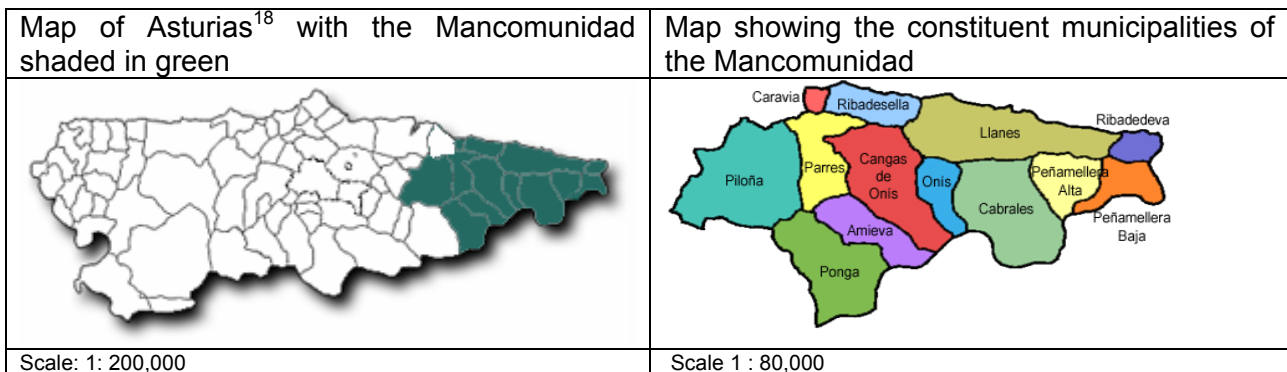 Map of Asturias18 with the Mancomunidad
shaded in green
Map showing the constituent municipalities of
the Mancomunidad
Caravia
Ribadesella
Llanes
Ribadedeva
Piloña
Parres
Cangas
de
Onís
Onís
Cabrales
Peñamellera
Alta
Peñamellera
Baja
Amieva
Ponga
Scale: 1: 200,000
Scale 1 : 80,000